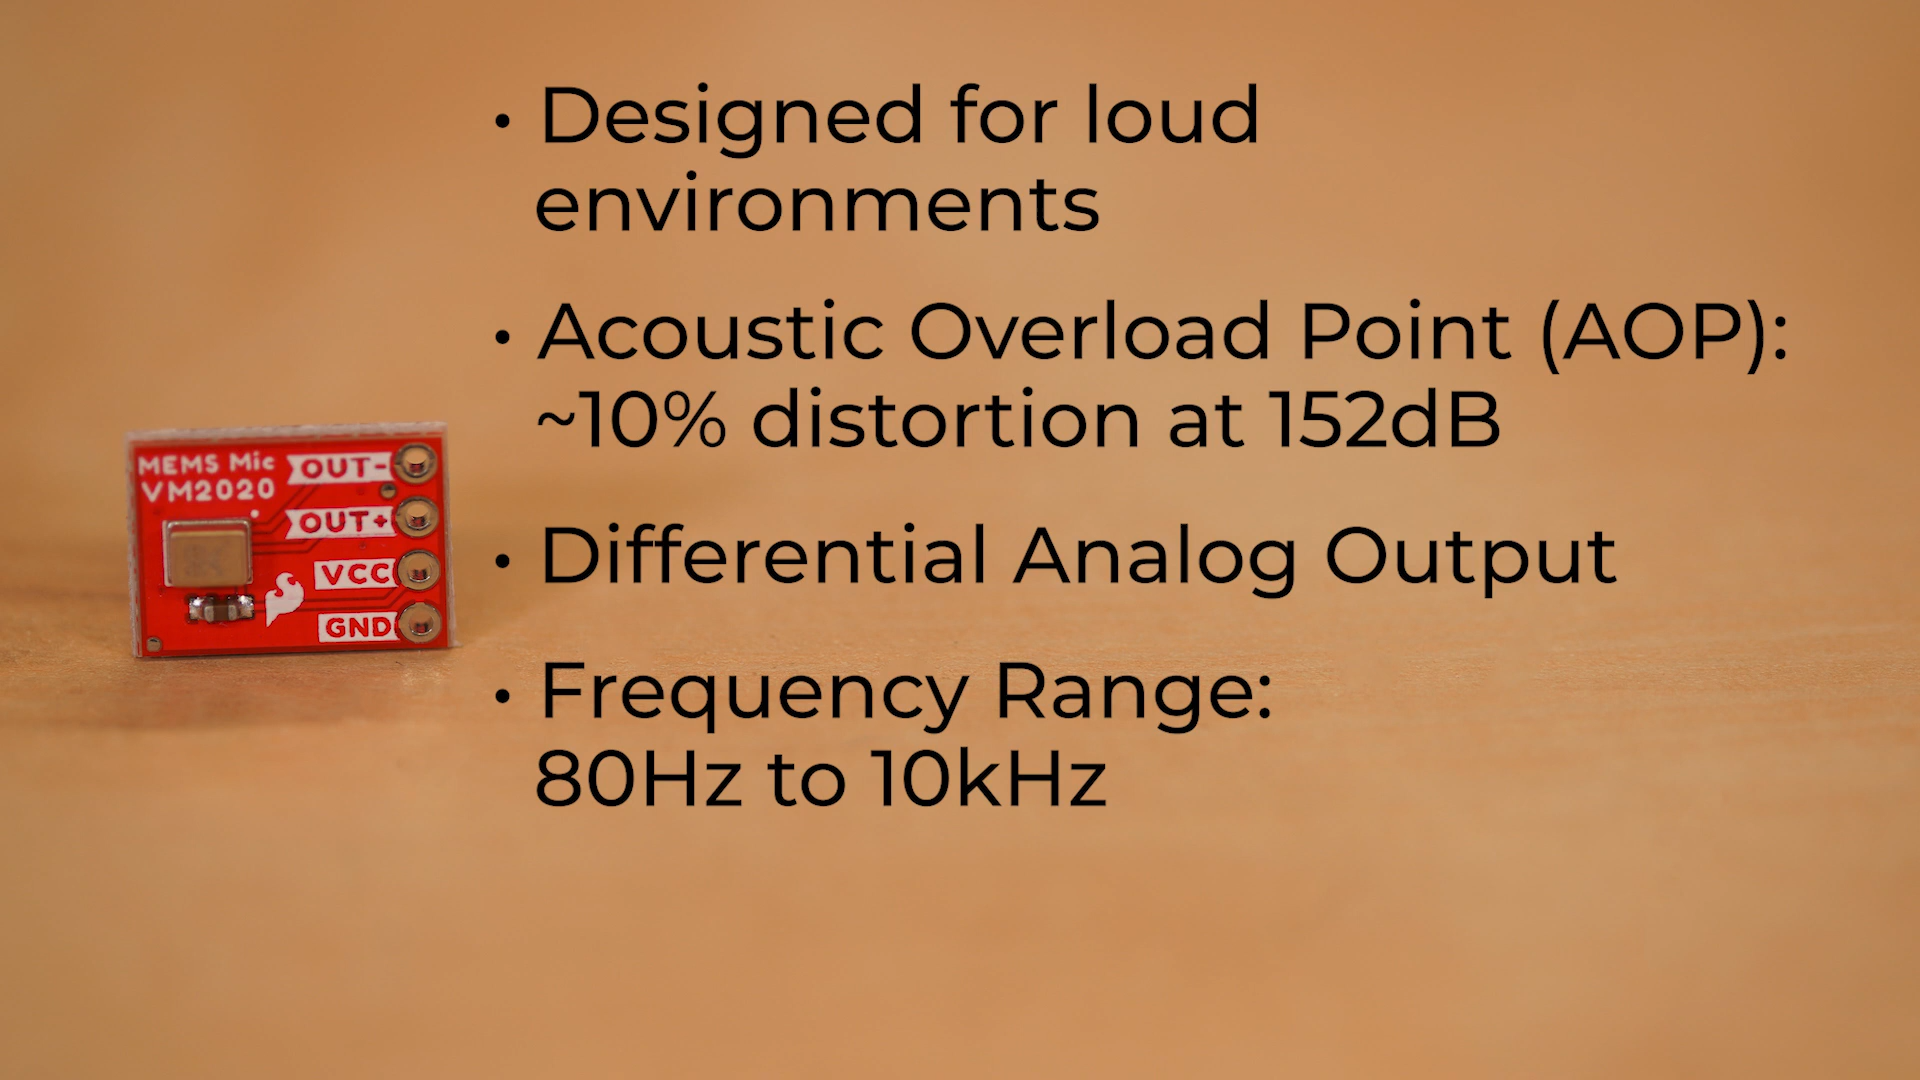 • Designed for loud
environments
• Acoustic Overload Point (AOP):
~10% distortion at 152dB
• Differential Analog Output
• Frequency Range:
80Hz to 10kHz
MEMS Mic
VM2020
OUT-
OUT+
VCC
GND